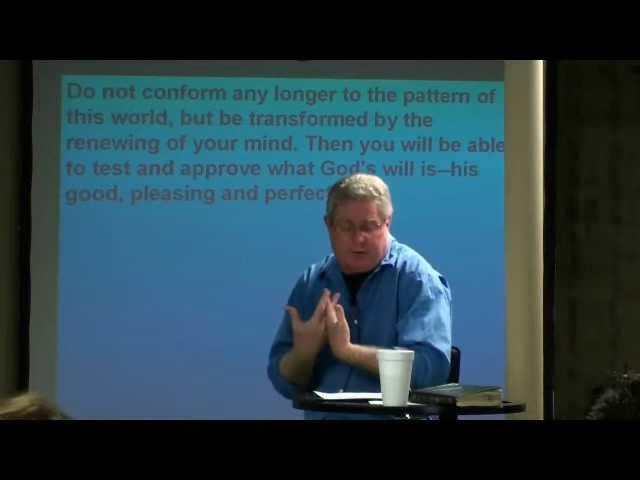 Do not conform any longer to the pattern of
this world, but be transformed by the
renewing of your mind. Then you will be able
to test and approve what God's will is--his
good, pleasing and perfec